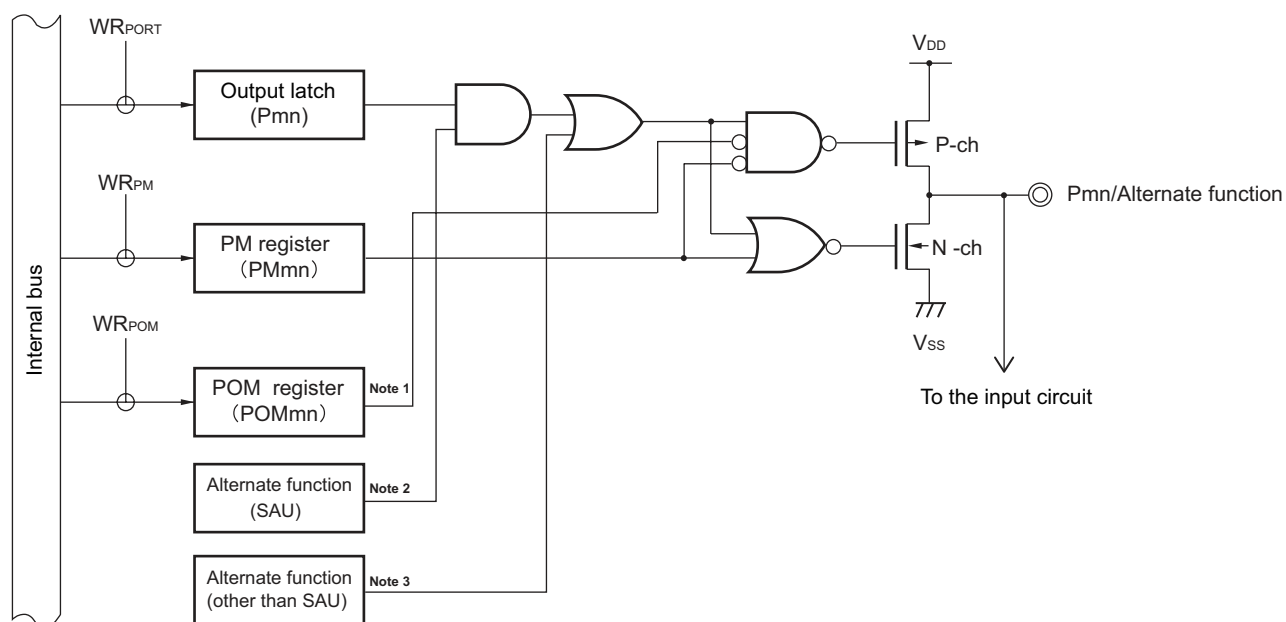 WRPORT
VDD
Output latch
(Pmn)
P-ch
WRPM
Pmn/Alternate function
PM register
（PMmn）
N -ch
Internal bus
WRPOM
VSS
POM register
（POMmn）
Note 1
To the input circuit
Alternate function
(SAU)
Note 2
Alternate function
(other than SAU)
Note 3